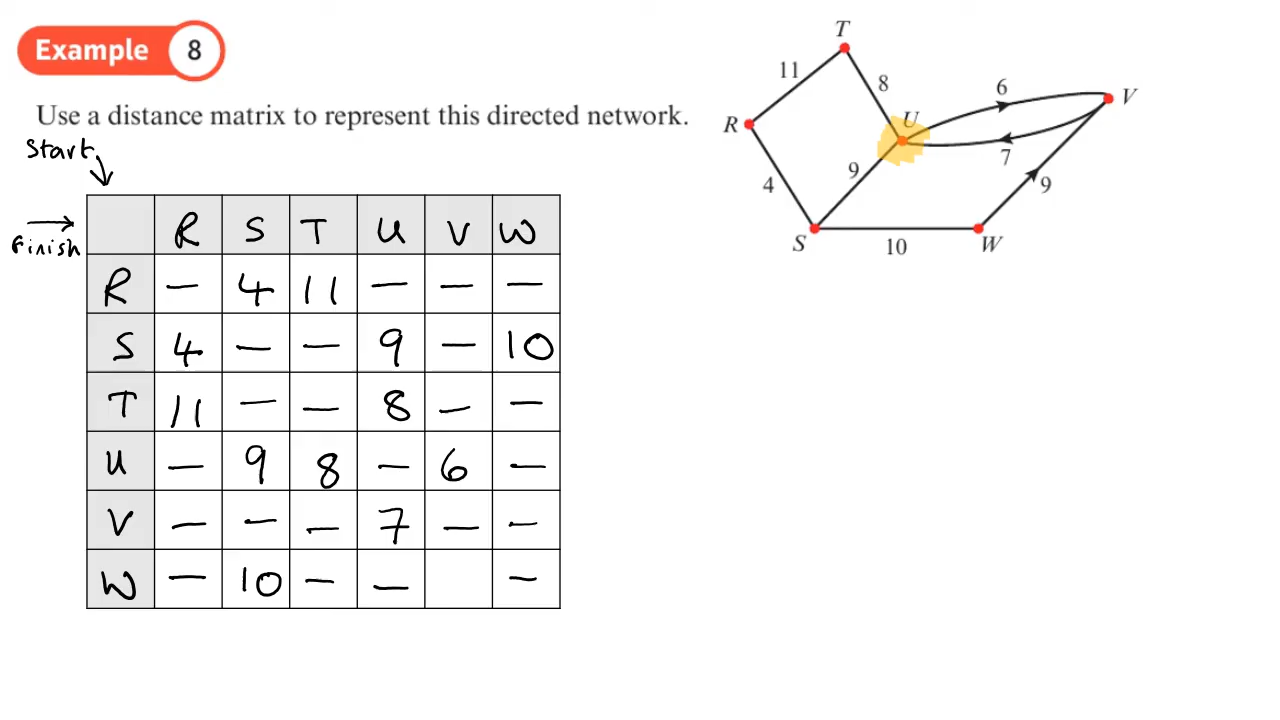 Example 8
Use a distance matrix to represent this directed network.
Start
Finish
R S T U V W
R — 4 11 — — —
S 4 — — 9 — 10
T 11 — — 8 — —
U — 9 8 — 6 —
V — — — 7 — —
W — 10 — — —
T
11
8
6
V
R
U
7
9
4
9
S
10
W